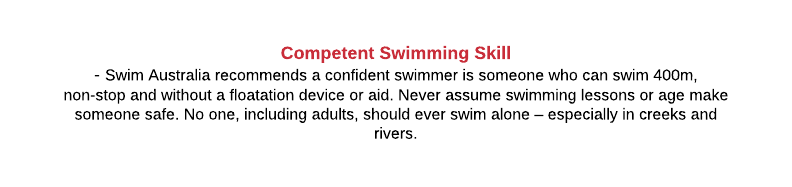 Competent Swimming Skill
- Swim Australia recommends a confident swimmer is someone who can swim 400m,
non-stop and without a floatation device or aid. Never assume swimming lessons or age make
someone safe. No one, including adults, should ever swim alone – especially in creeks and
rivers.